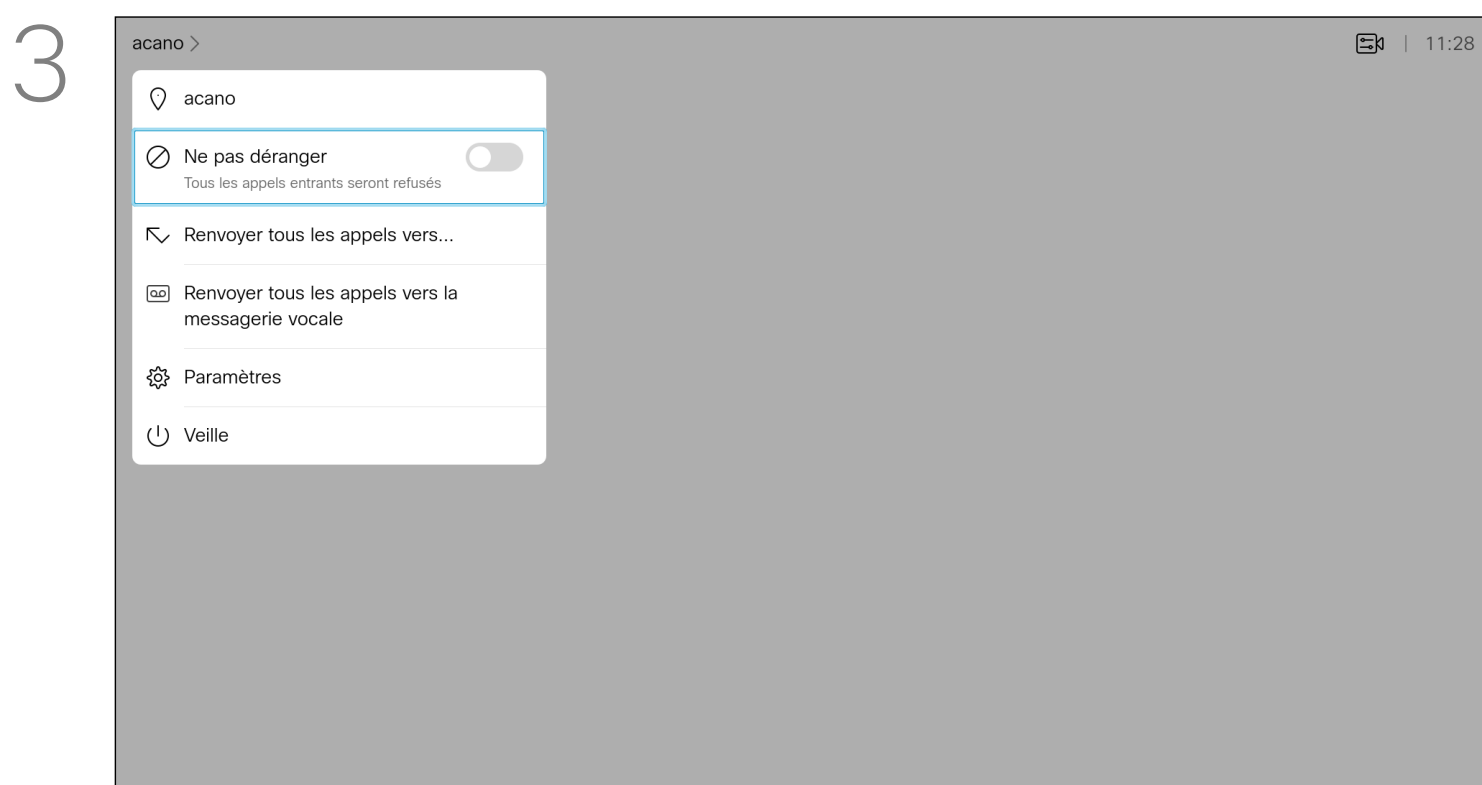 3
acano >
11:28
acano
Ne pas déranger
Tous les appels entrants seront refusés
Renvoyer tous les appels vers...
Renvoyer tous les appels vers la
messagerie vocale
Paramètres
Veille